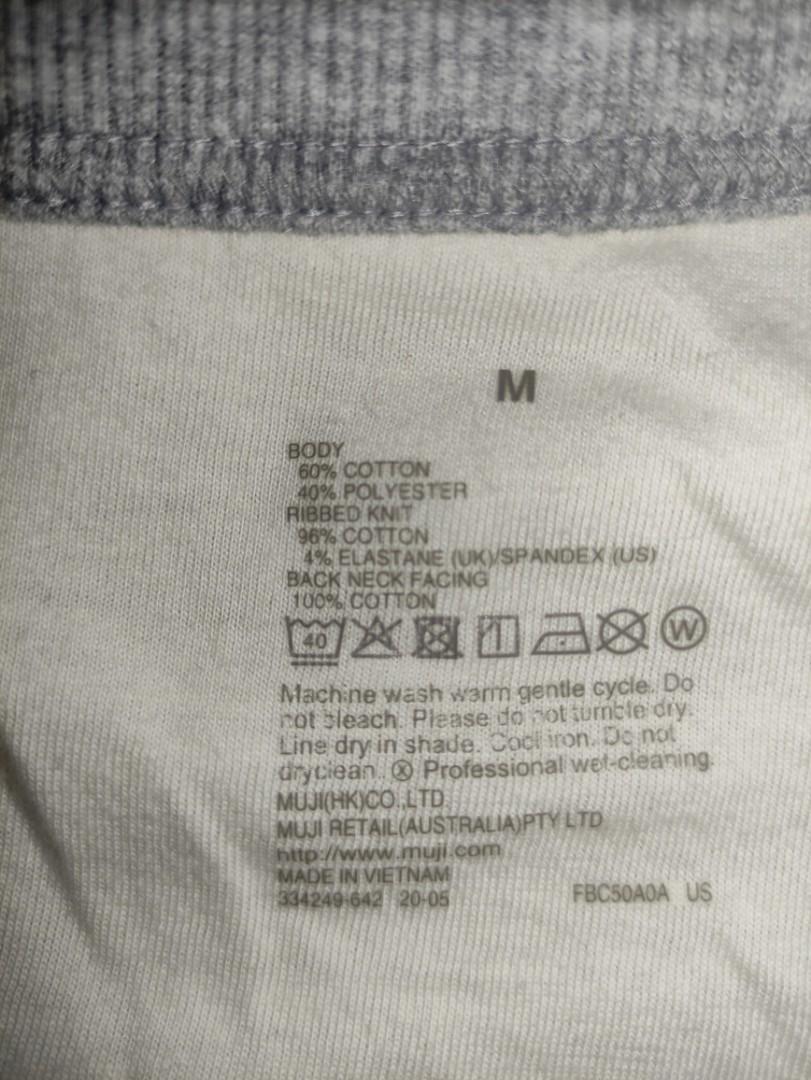 M
BODY
60% COTTON
40% POLYESTER
RIBBED KNIT
96% COTTON
4% ELASTANE (UK)/SPANDEX (US)
BACK NECK FACING
100% COTTON
40 W
Machine wash warm gentle cycle. Do
not bleach. Please do not tumble dry.
Line dry in shade. Cool iron. Do not
dryclean. Ⓧ Professional wet-cleaning.
MUJI(HK)CO.,LTD.
MUJI RETAIL(AUSTRALIA)PTY LTD
http://www.muji.com
MADE IN VIETNAM
334249-642 20-05 FBC50A0A US